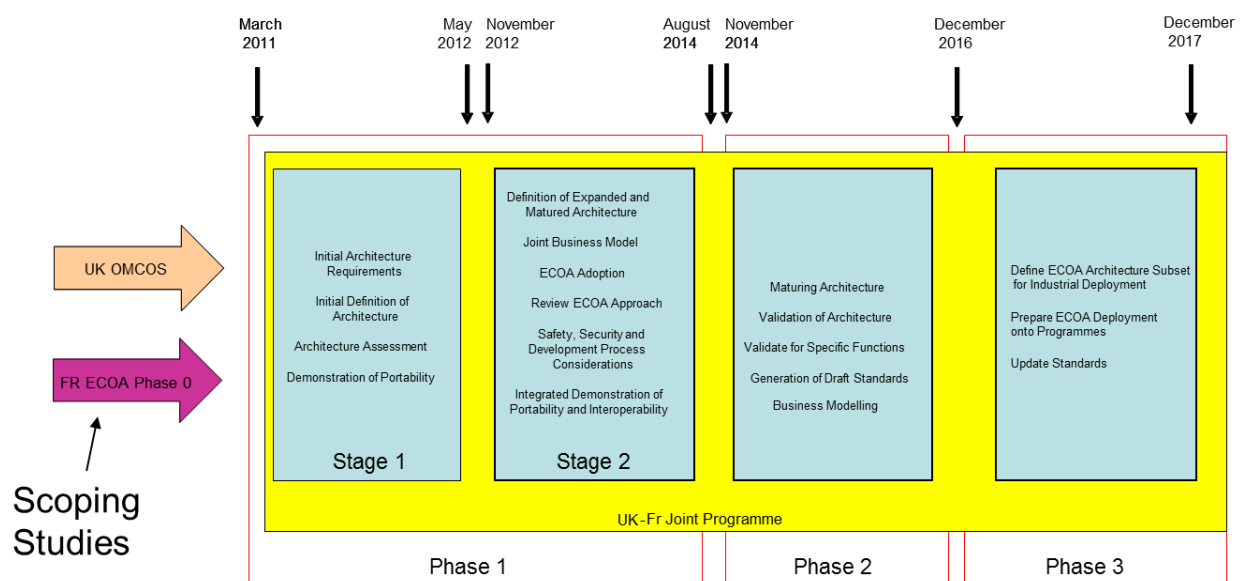 March
2011
May
2012
November
2012
August
2014
November
2014
December
2016
December
2017
UK OMCOS
FR ECOA Phase 0
Scoping
Studies
Initial Architecture
Requirements
Initial Definition of
Architecture
Architecture Assessment
Demonstration of Portability
Stage 1
Definition of Expanded and
Matured Architecture
Joint Business Model
ECOA Adoption
Review ECOA Approach
Safety, Security and
Development Process
Considerations
Integrated Demonstration of
Portability and Interoperability
Stage 2
Maturing Architecture
Validation of Architecture
Validate for Specific Functions
Generation of Draft Standards
Business Modelling
Define ECOA Architecture Subset
for Industrial Deployment
Prepare ECOA Deployment
onto Programmes
Update Standards
UK-Fr Joint Programme
Phase 1
Phase 2
Phase 3